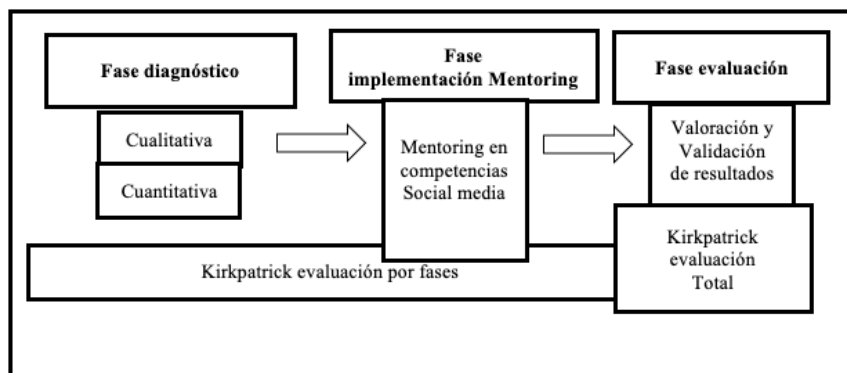 Fase diagnóstico
Cualitativa
Cuantitativa
Fase
implementación Mentoring
Mentoring en
competencias
Social media
Fase evaluación
Valoración y
Validación
de resultados
Kirkpatrick evaluación por fases
Kirkpatrick
evaluación
Total